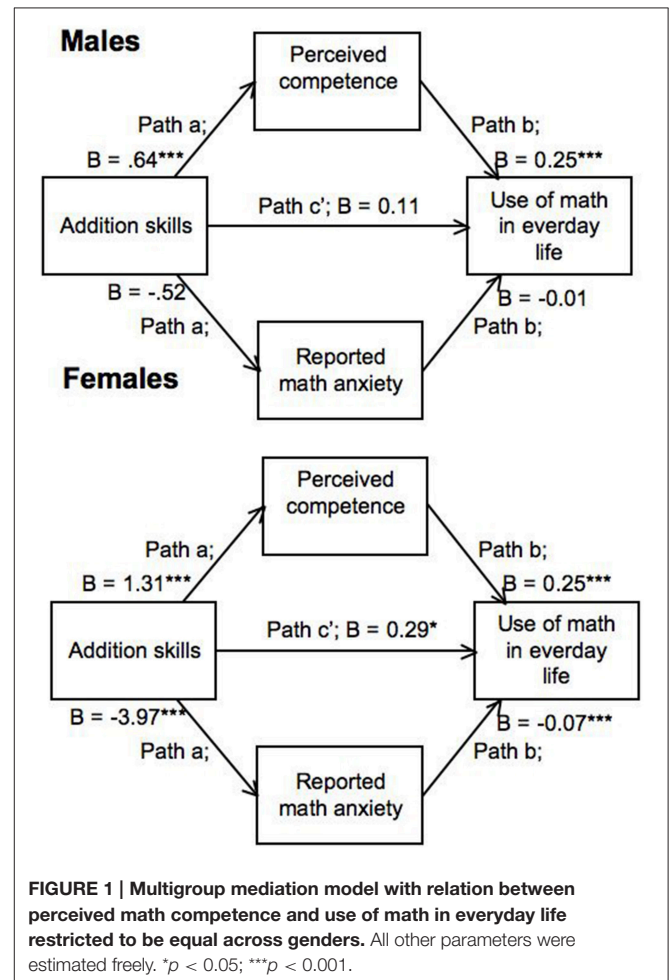 Males
Perceived
competence
Path a;
B = .64***
Path b;
B = 0.25***
Addition skills
Path c'; B = 0.11
Use of math
in everday
life
B = -.52
Path a;
B = -0.01
Path b;
Reported
math anxiety
Females
Perceived
competence
Path a;
B = 1.31***
Path b;
B = 0.25***
Addition skills
Path c'; B = 0.29*
Use of math
in everday
life
B = -3.97***
Path a;
B = -0.07***
Path b;
Reported
math anxiety
FIGURE 1 | Multigroup mediation model with relation between
perceived math competence and use of math in everyday life
restricted to be equal across genders. All other parameters were
estimated freely. *p < 0.05; ***p < 0.001.